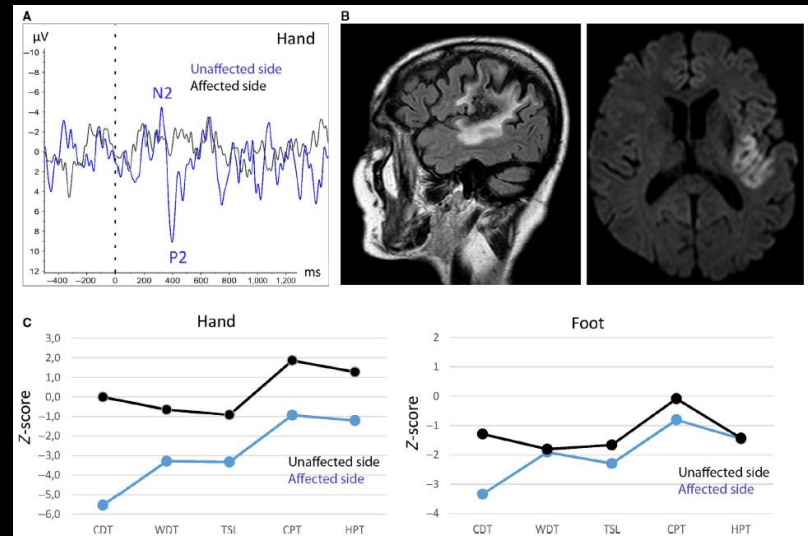 A
Hand
μV
Unaffected side
Affected side
N2
P2
−10
−8
−6
−4
−2
0
2
4
6
8
10
12
−400 −200 0 200 400 600 800 1,000 1,200
ms
B
C
Hand
Z-score
3,0
2,0
1,0
0,0
−1,0
−2,0
−3,0
−4,0
−5,0
−6,0
Unaffected side
Affected side
CDT WDT TSL CPT HPT
Foot
Z-score
2
1
0
−1
−2
−3
−4
Unaffected side
Affected side
CDT WDT TSL CPT HPT